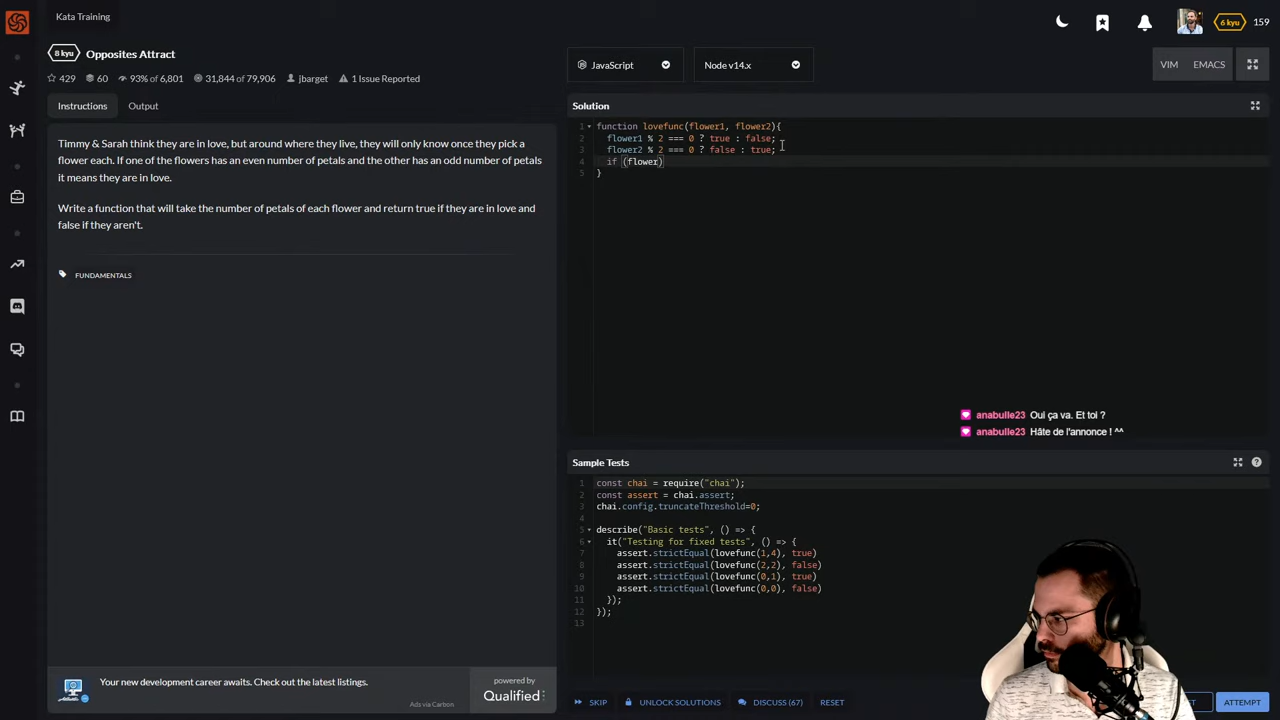 Kata Training
6 kyu 159
8 kyu Opposites Attract
429 60 93% of 6,801 31,844 of 79,906 jbarget 1 Issue Reported
JavaScript Node v14.x VIM EMACS
Instructions Output
Timmy & Sarah think they are in love, but around where they live, they will only know once they pick a
flower each. If one of the flowers has an even number of petals and the other has an odd number of petals
it means they are in love.
Write a function that will take the number of petals of each flower and return true if they are in love and
false if they aren't.
FUNDAMENTALS
Your new development career awaits. Check out the latest listings.
Ads via Carbon
powered by
Qualified
Solution
1 function lovefunc(flower1, flower2){
2 flower1 % 2 === 0 ? true : false;
3 flower2 % 2 === 0 ? false : true;
4 if (flower)
5 }
anabulle23 Oui ça va. Et toi ?
anabulle23 Hâte de l'annonce ! ^^
Sample Tests
1 const chai = require("chai");
2 const assert = chai.assert;
3 chai.config.truncateThreshold=0;
4
5 describe("Basic tests", () => {
6 it("Testing for fixed tests", () => {
7 assert.strictEqual(lovefunc(1,4), true)
8 assert.strictEqual(lovefunc(2,2), false)
9 assert.strictEqual(lovefunc(0,1), true)
10 assert.strictEqual(lovefunc(0,0), false)
11 });
12 });
13
SKIP UNLOCK SOLUTIONS DISCUSS (67) RESET ATTEMPT